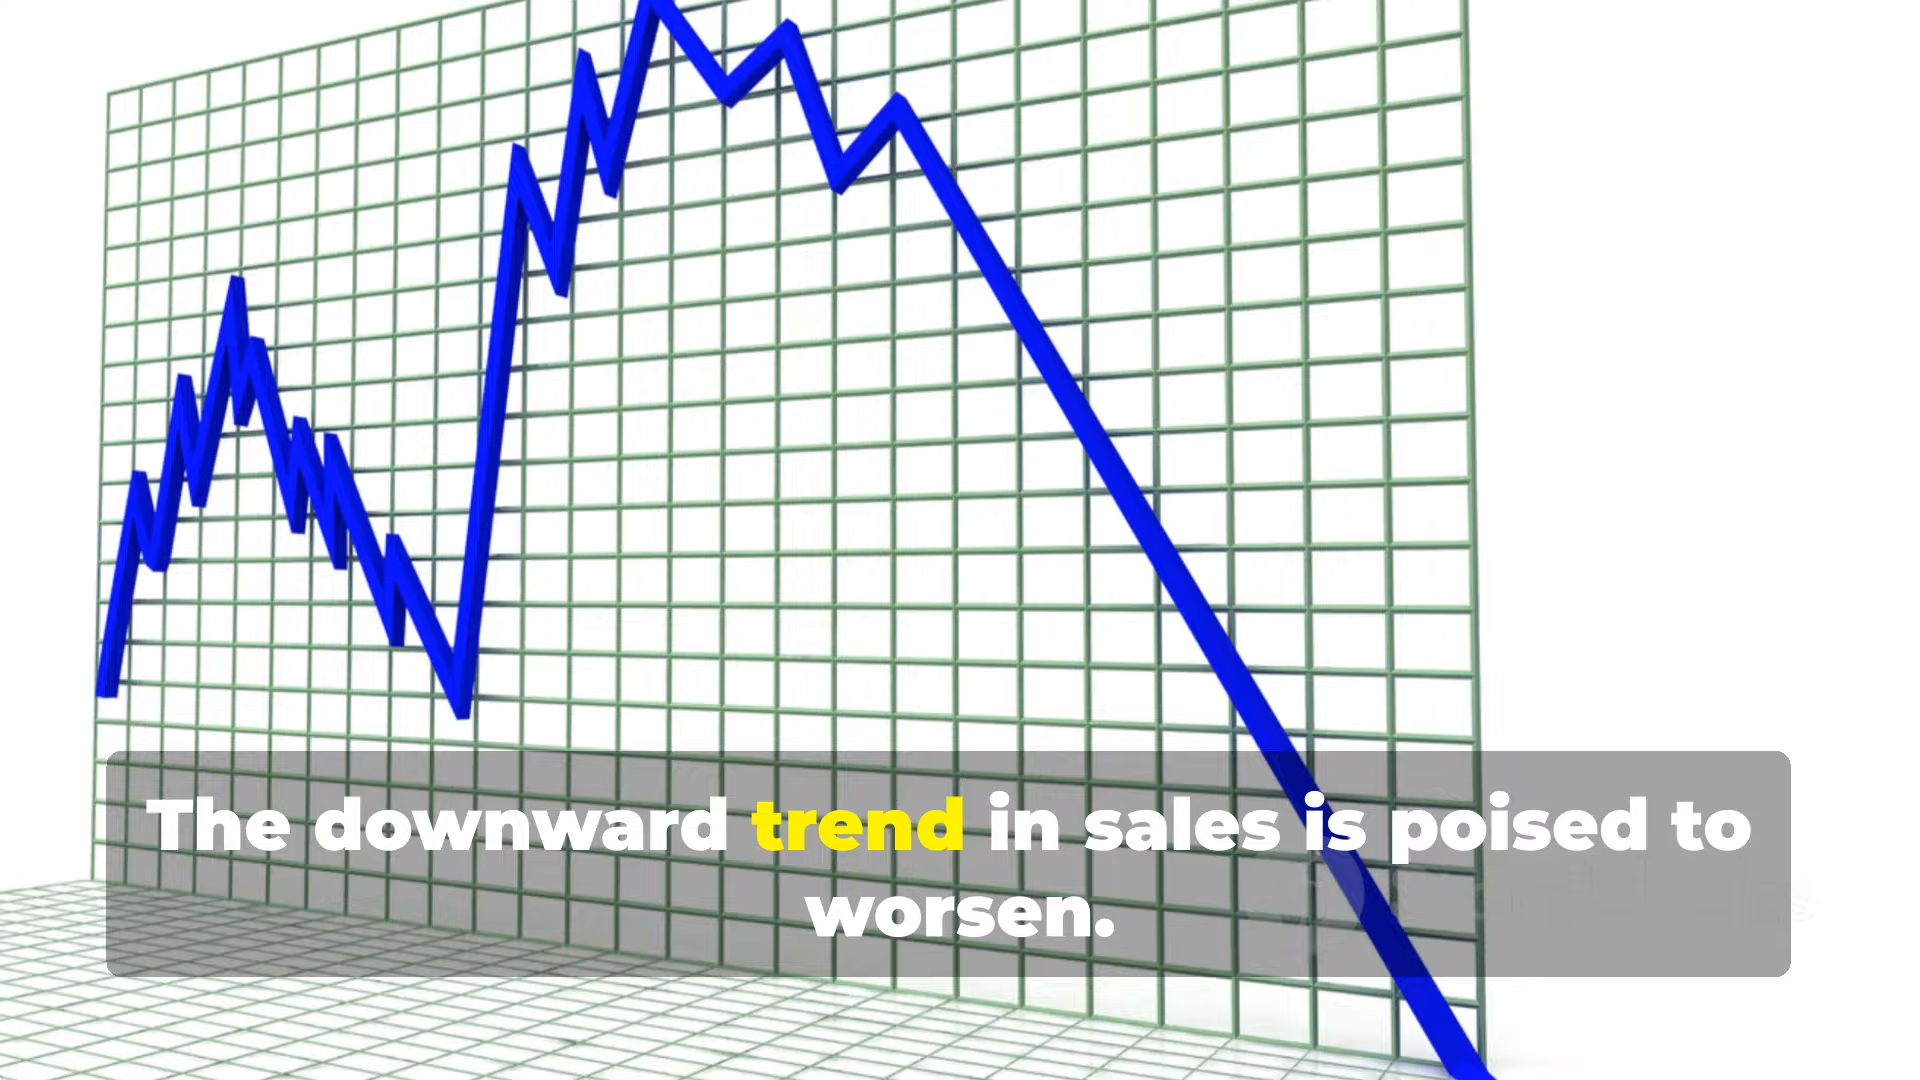 The downward trend in sales is poised to
worsen.